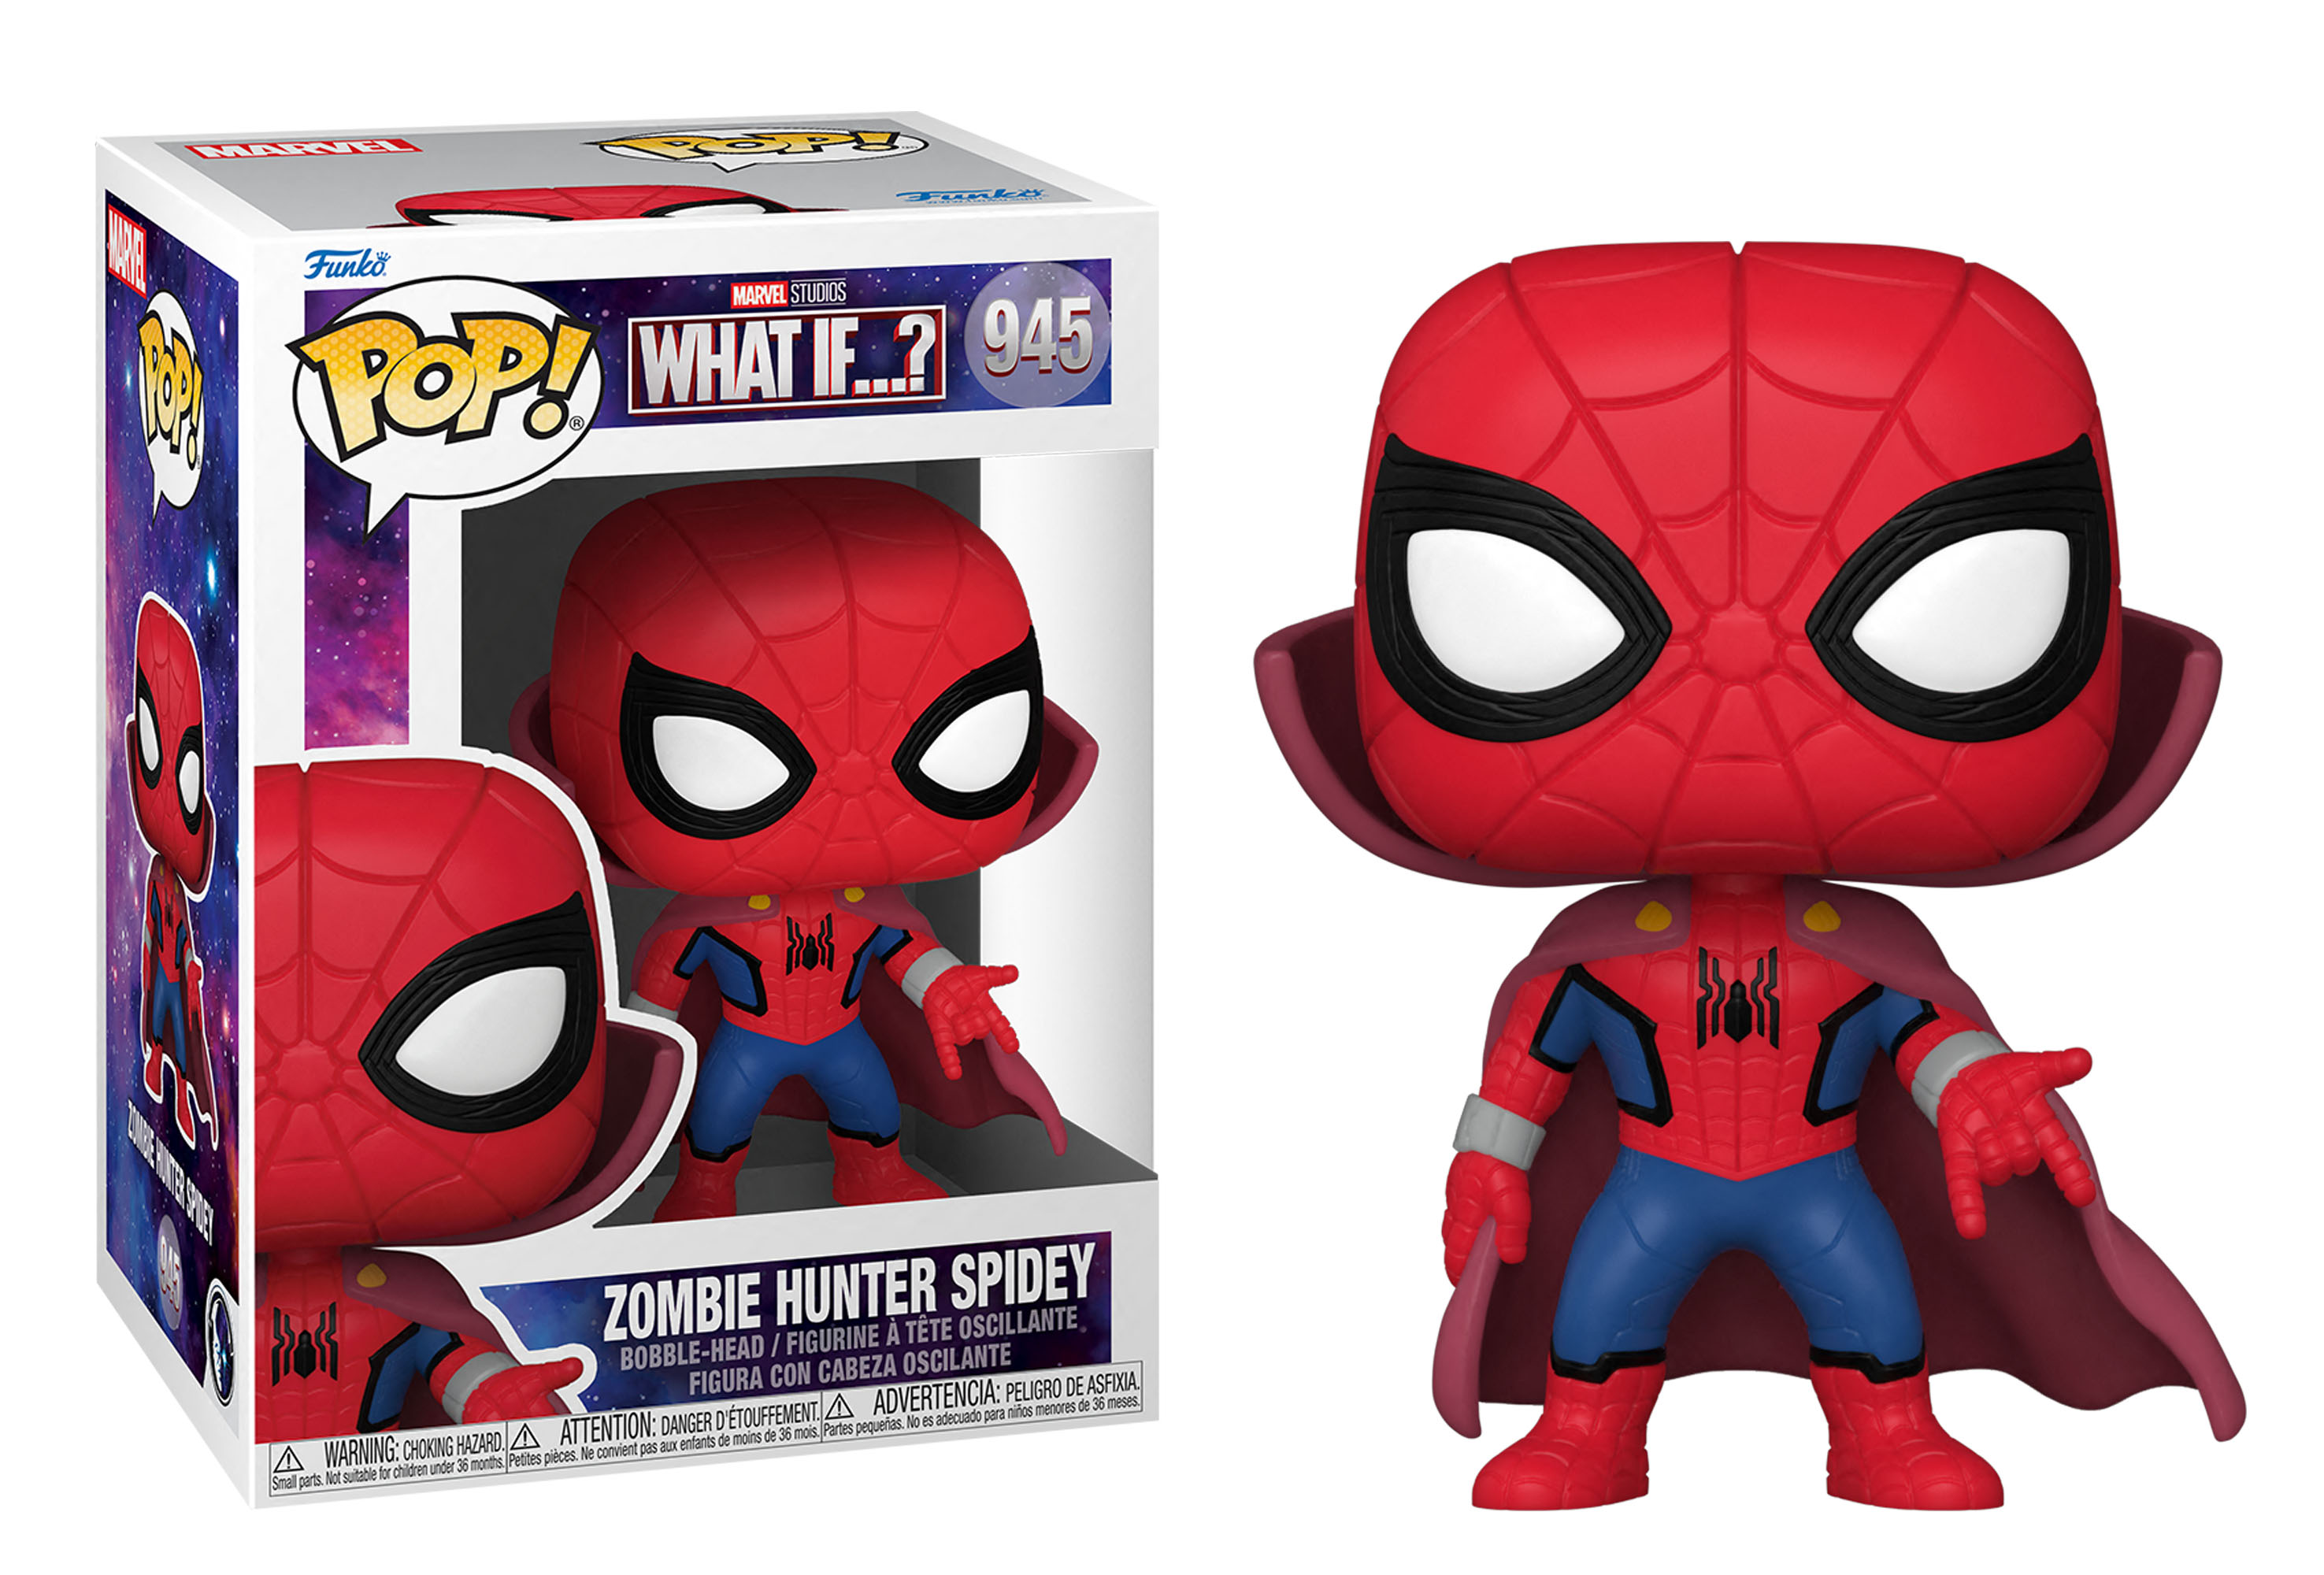 MARVEL
POP!
Funko
MARVEL
POP!
ZOMBIE HUNTER SPIDEY
945
Funko
POP!®
MARVEL STUDIOS
WHAT IF...?
945
ZOMBIE HUNTER SPIDEY
BOBBLE-HEAD / FIGURINE À TÊTE OSCILLANTE
FIGURA CON CABEZA OSCILANTE
⚠ WARNING: CHOKING HAZARD.
Small parts. Not suitable for children under 36 months.
⚠ ATTENTION: DANGER D'ÉTOUFFEMENT.
Petites pièces. Ne convient pas aux enfants de moins de 36 mois.
⚠ ADVERTENCIA: PELIGRO DE ASFIXIA.
Partes pequeñas. No es adecuado para niños menores de 36 meses.